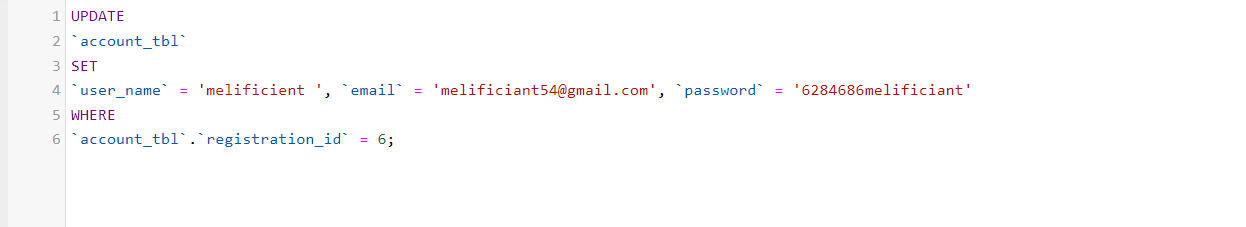 1 UPDATE
2 `account_tbl`
3 SET
4 `user_name` = 'melificient ', `email` = 'melificiant54@gmail.com', `password` = '6284686melificiant'
5 WHERE
6 `account_tbl`.`registration_id` = 6;